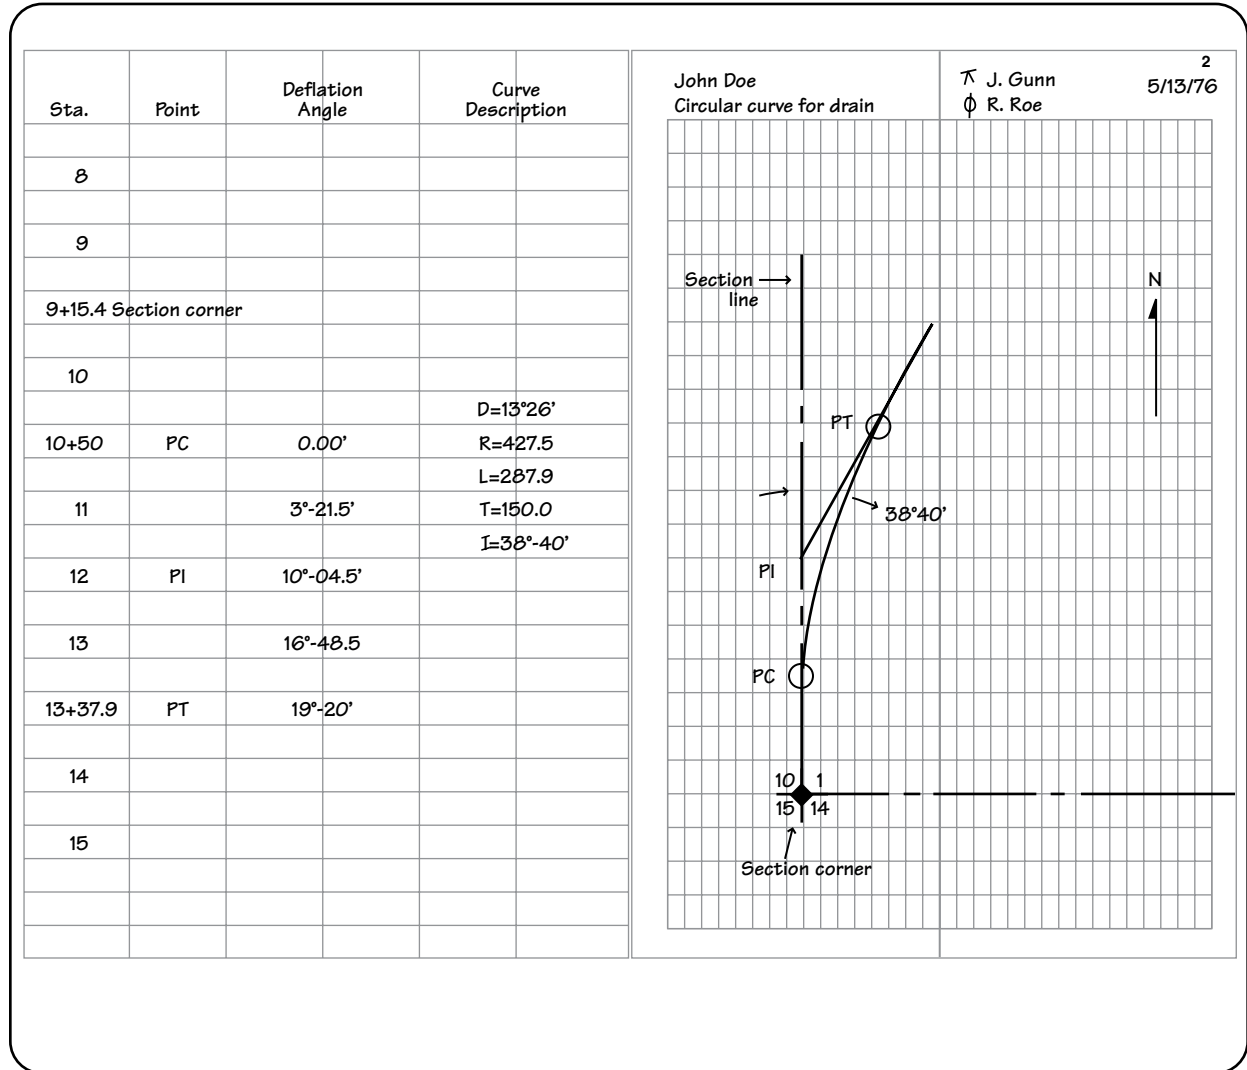 Sta.
Point
Deflation
Angle
Curve
Description
8
9
9+15.4 Section corner
10
D=13°26’
10+50 PC 0.00’ R=427.5
L=287.9
11 3°-21.5’ T=150.0
I=38°-40’
12 PI 10°-04.5’
13 16°-48.5
13+37.9 PT 19°-20’
14
15
2
John Doe
Circular curve for drain
J. Gunn
R. Roe
5/13/76
Section
line
N
PT
38°40’
PI
PC
10 1
15 14
Section corner